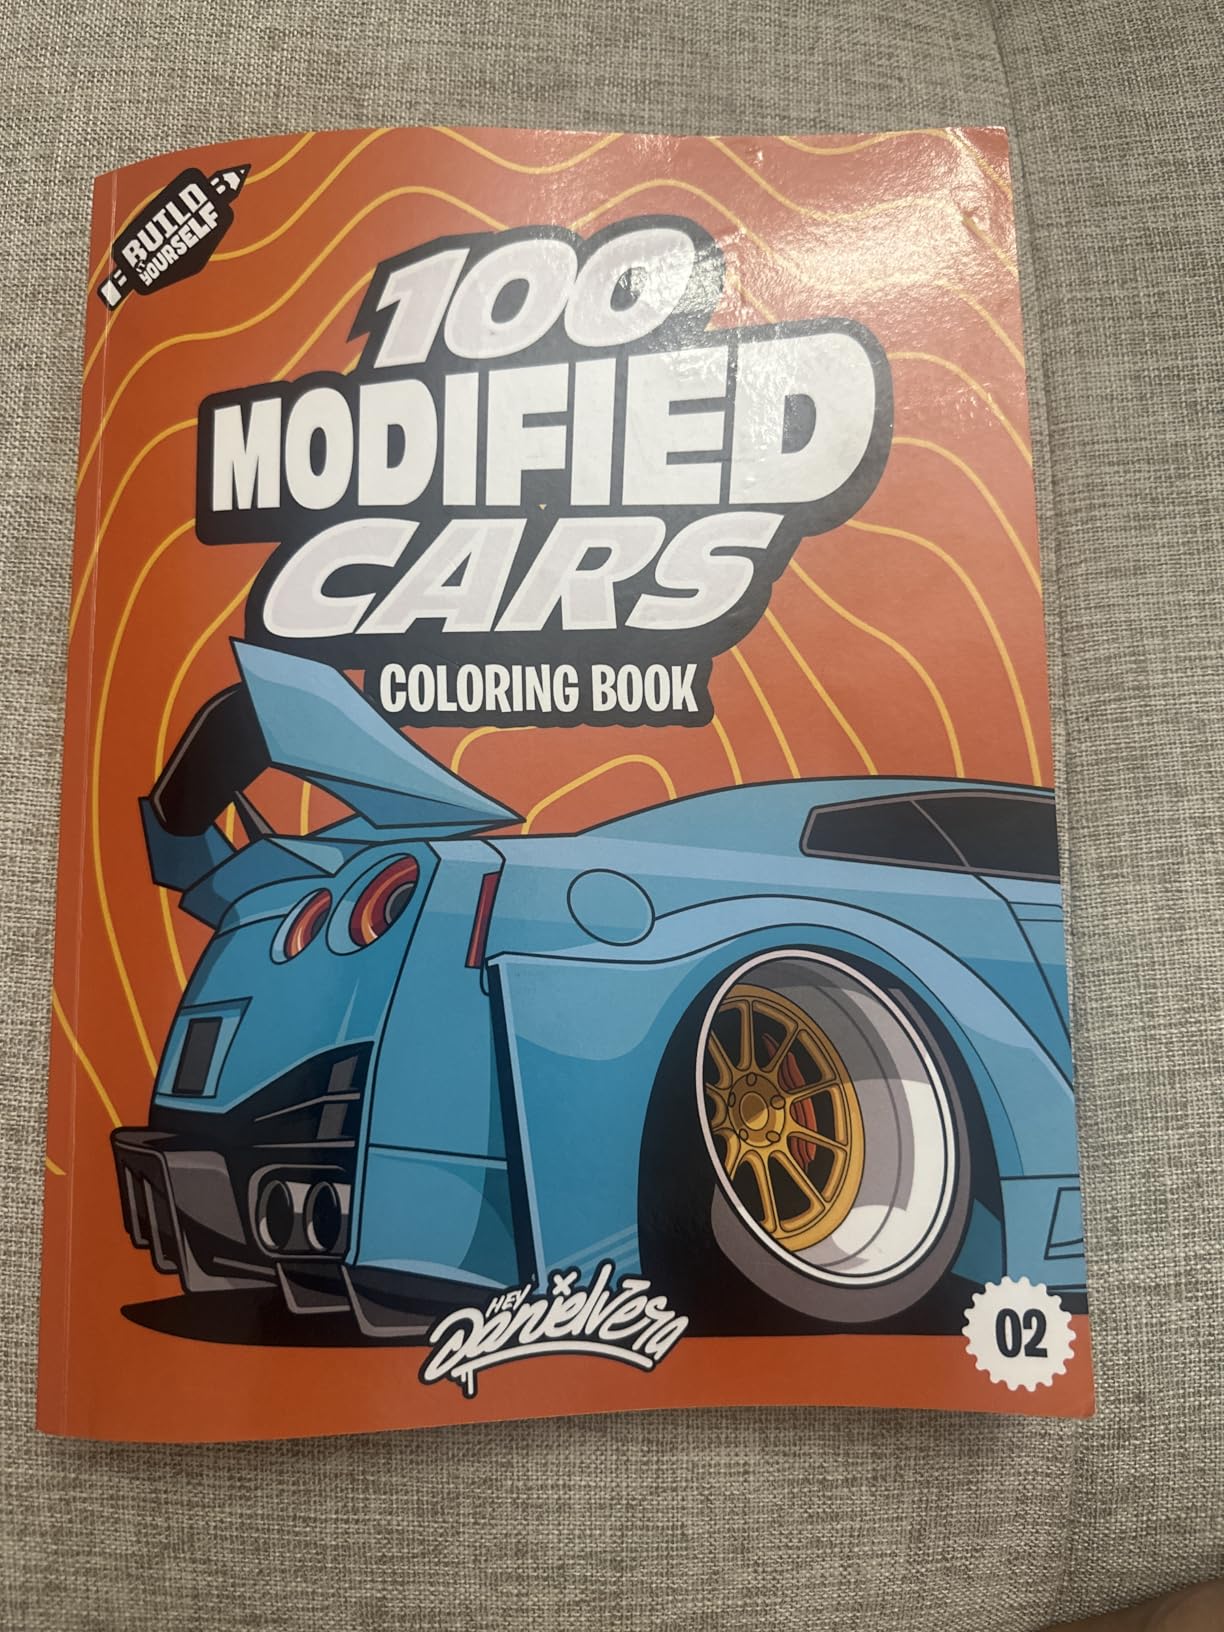 BUILD
IT YOURSELF
100
MODIFIED
CARS
COLORING BOOK
HEY
DanielVera
02